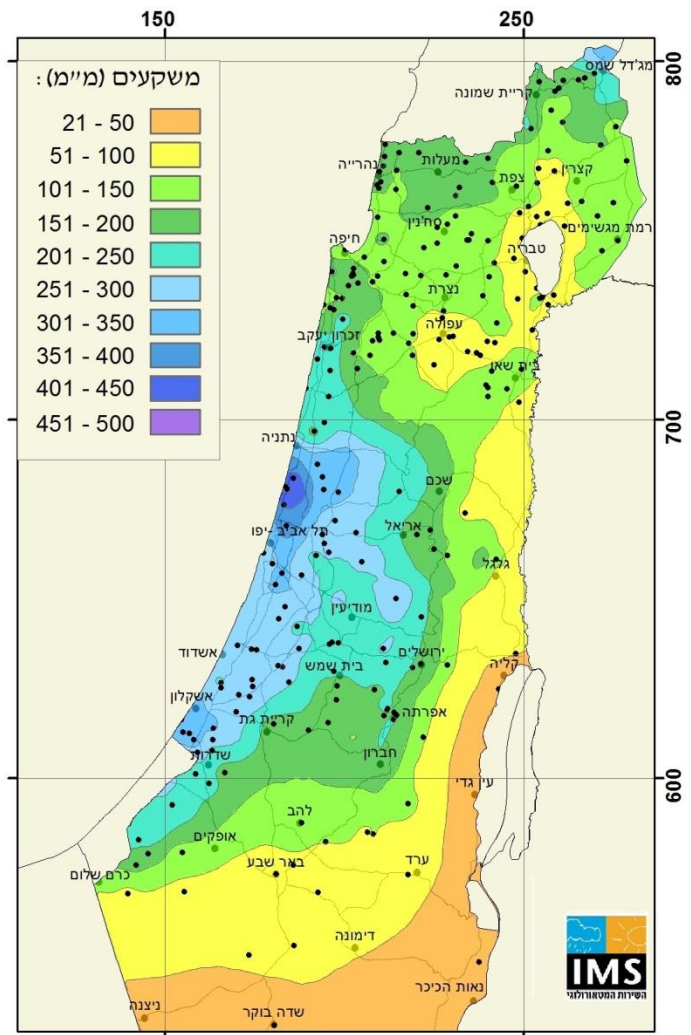 150 250
משקעים (מ״מ):
21 - 50
51 - 100
101 - 150
151 - 200
201 - 250
251 - 300
301 - 350
351 - 400
401 - 450
451 - 500
800
700
600
מג'דל שמס
קריית שמונה
נהרייה
מעלות
צפת
קצרין
סח'נין
רמת מגשימים
חיפה
טבריה
נצרת
עפולה
זכרון יעקב
בית שאן
נתניה
שכם
תל אביב -יפו
אריאל
גלגל
מודיעין
אשדוד
ירושלים
קליה
בית שמש
אשקלון
אפרתה
קריית גת
שדרות
חברון
עין גדי
להב
אופקים
באר שבע
ערד
כרם שלום
דימונה
IMS
השירות המטאורולוגי
נאות הכיכר
ניצנה
שדה בוקר